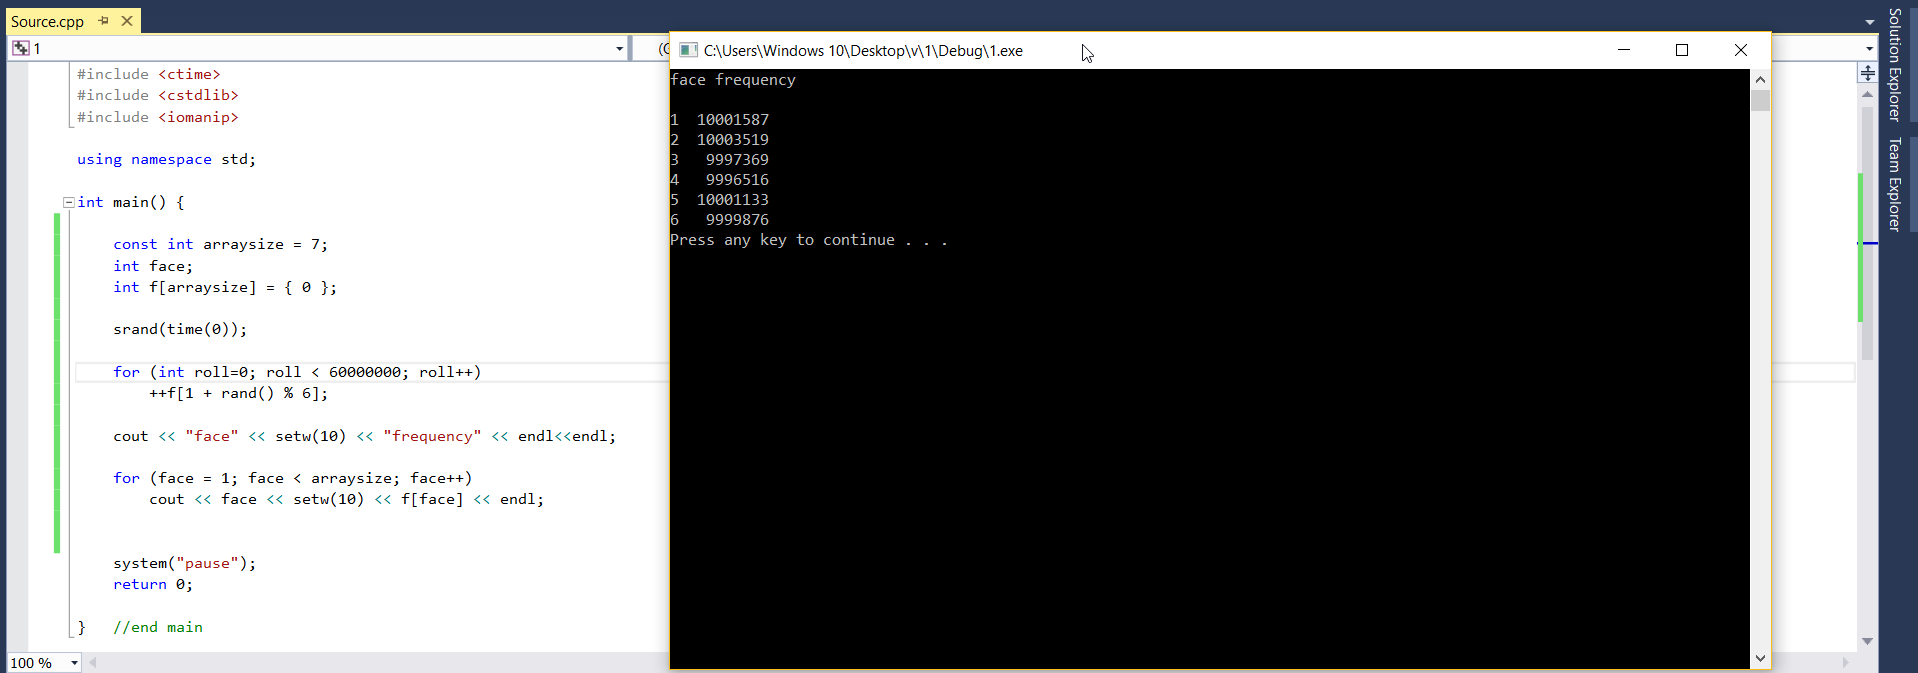 Source.cpp
1
#include <ctime>
#include <cstdlib>
#include <iomanip>
using namespace std;
int main() {
const int arraysize = 7;
int face;
int f[arraysize] = { 0 };
srand(time(0));
for (int roll=0; roll < 60000000; roll++)
++f[1 + rand() % 6];
cout << "face" << setw(10) << "frequency" << endl<<endl;
for (face = 1; face < arraysize; face++)
cout << face << setw(10) << f[face] << endl;
system("pause");
return 0;
} //end main
100 %
C:\Users\Windows 10\Desktop\v\1\Debug\1.exe
face frequency
1 10001587
2 10003519
3 9997369
4 9996516
5 10001133
6 9999876
Press any key to continue . . .
Solution Explorer
Team Explorer